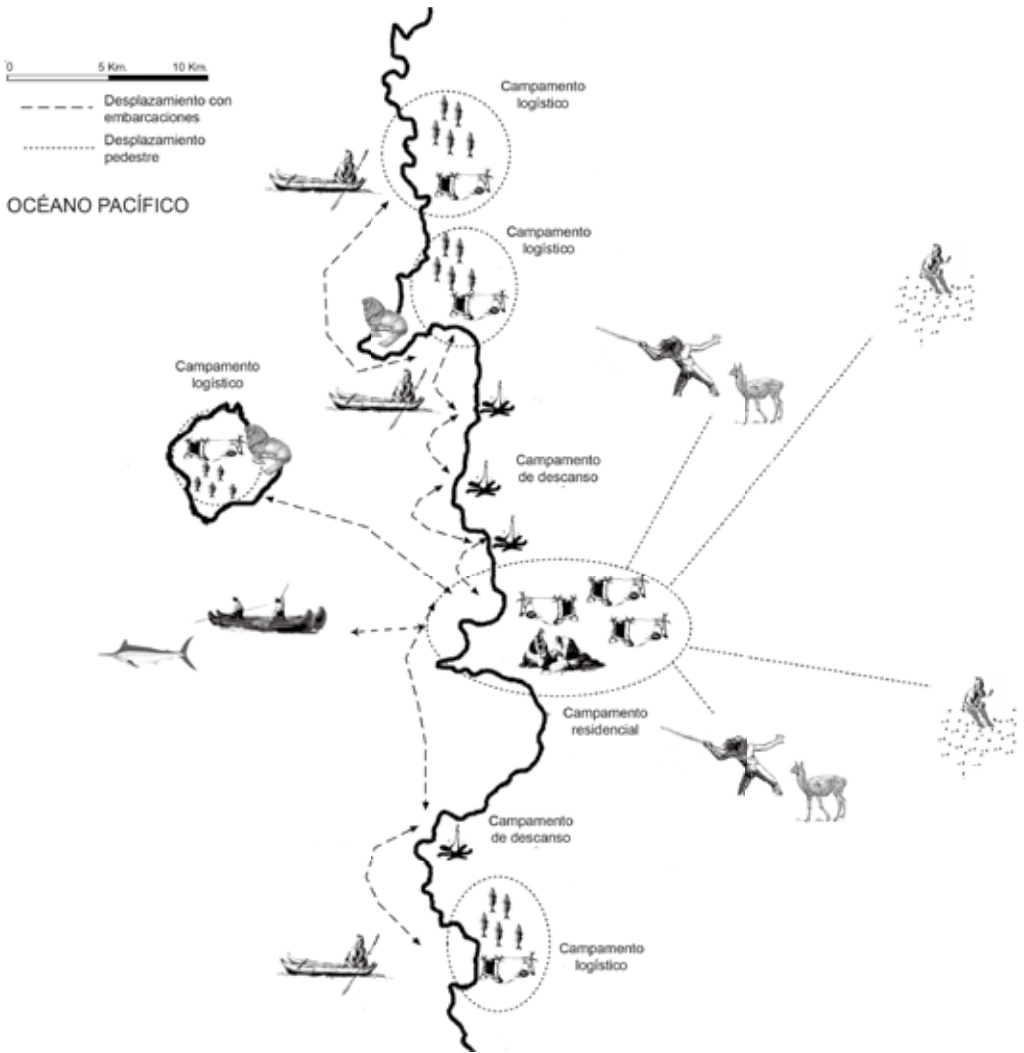 0 5 Km. 10 Km.
Desplazamiento con
embarcaciones
Desplazamiento
pedestre
OCÉANO PACÍFICO
Campamento
logístico
Campamento
logístico
Campamento
logístico
Campamento
de descanso
Campamento
residencial
Campamento
de descanso
Campamento
logístico